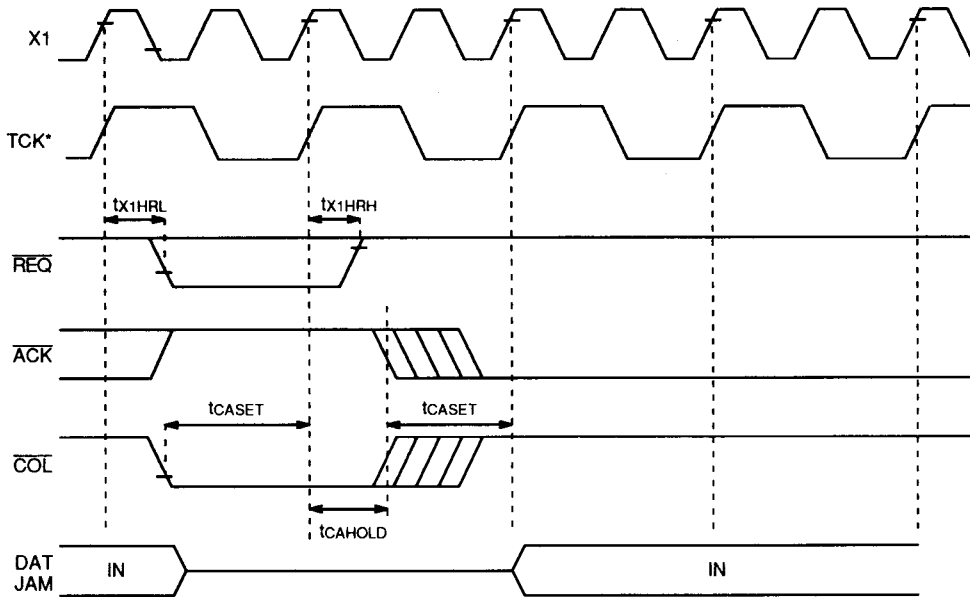 X1
TCK*
tX1HRL
tX1HRH
REQ
ACK
tCASET
tCASET
COL
tCAHOLD
DAT
JAM
IN
IN